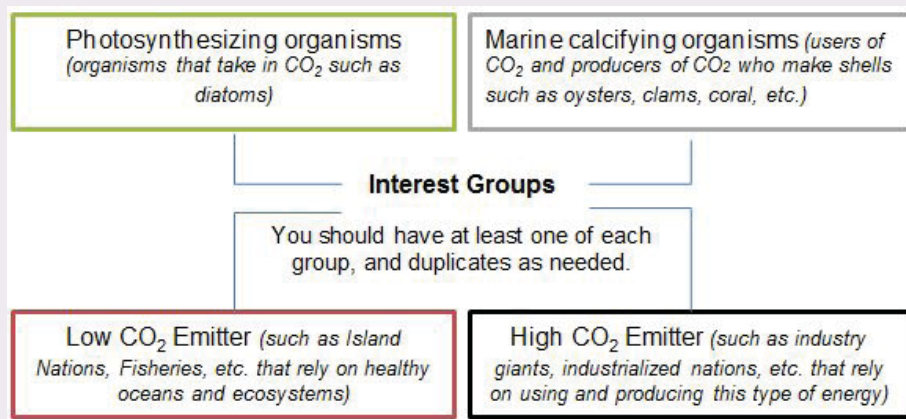 Photosynthesizing organisms
(organisms that take in CO₂ such as
diatoms)
Marine calcifying organisms (users of
CO₂ and producers of CO₂ who make shells
such as oysters, clams, coral, etc.)
Interest Groups
You should have at least one of each
group, and duplicates as needed.
Low CO₂ Emitter (such as Island
Nations, Fisheries, etc. that rely on healthy
oceans and ecosystems)
High CO₂ Emitter (such as industry
giants, industrialized nations, etc. that rely
on using and producing this type of energy)